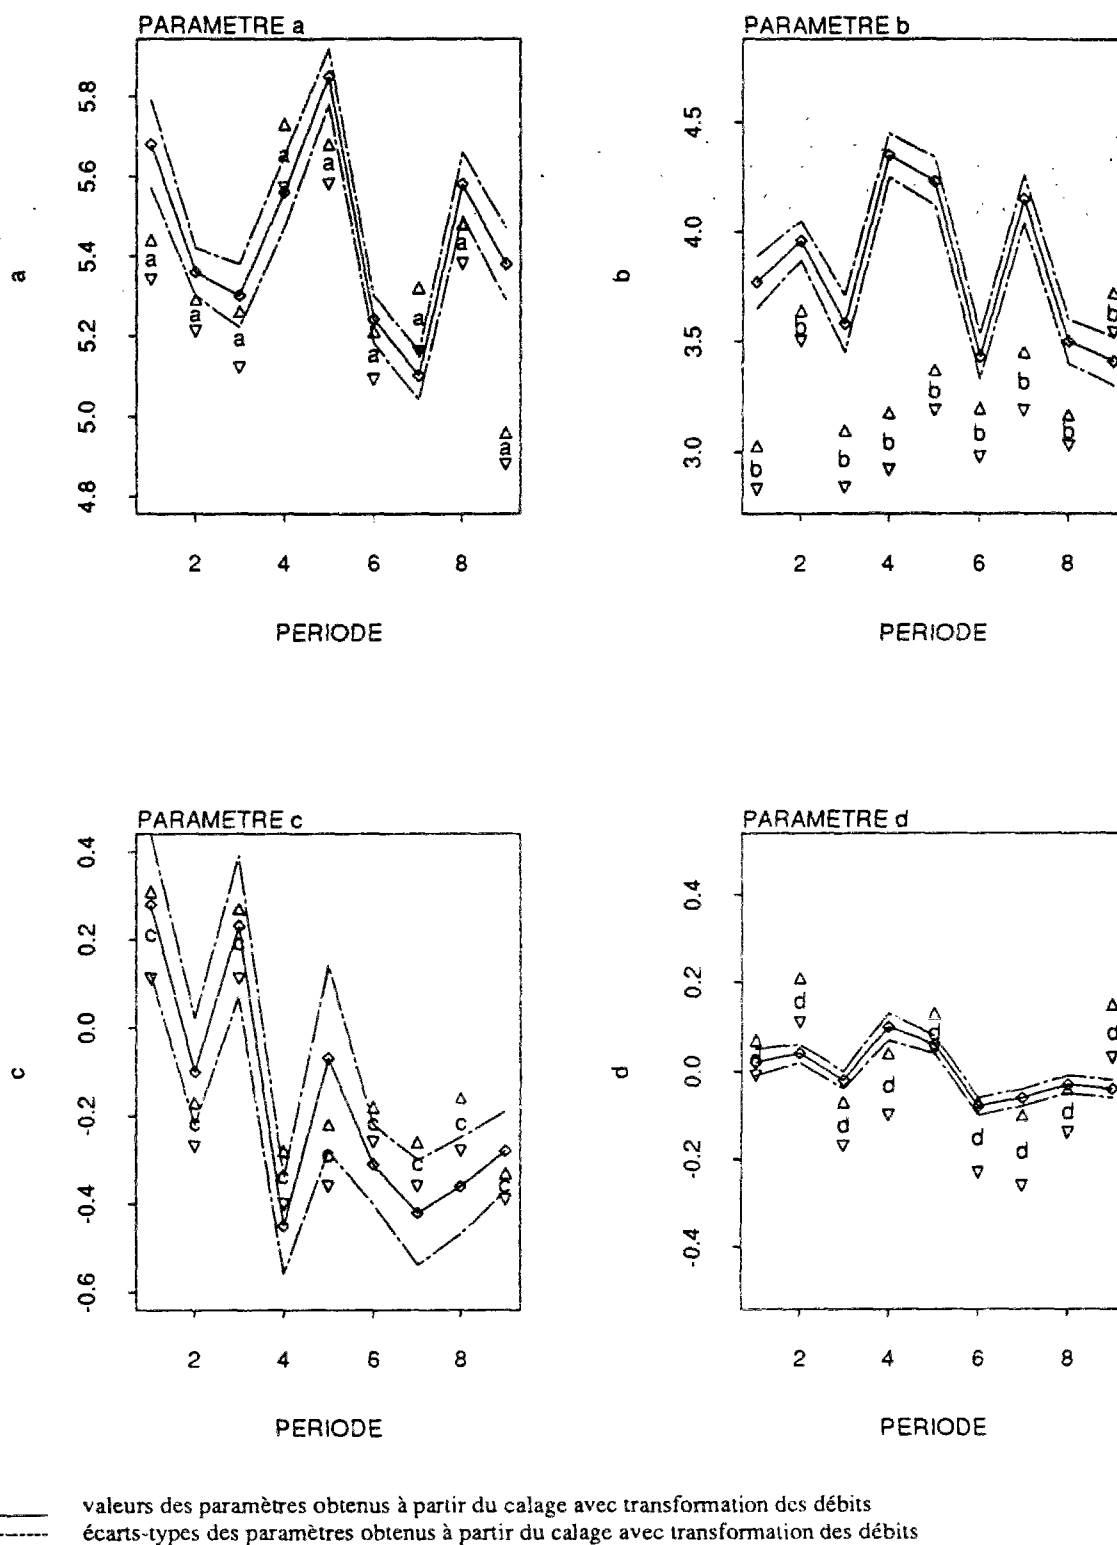 PARAMETRE a
a
5.8
5.6
5.4
5.2
5.0
4.8
a
a
a
a
a
a
a
a
a
2
4
6
8
PERIODE
PARAMETRE b
b
4.5
4.0
3.5
3.0
b
b
b
b
b
b
b
b
b
2
4
6
8
PERIODE
PARAMETRE c
c
0.4
0.2
0.0
-0.2
-0.4
-0.6
c
c
c
c
c
c
c
c
c
2
4
6
8
PERIODE
PARAMETRE d
d
0.4
0.2
0.0
-0.2
-0.4
d
d
d
d
d
d
d
d
d
2
4
6
8
PERIODE
valeurs des paramètres obtenus à partir du calage avec transformation des débits
écarts-types des paramètres obtenus à partir du calage avec transformation des débits